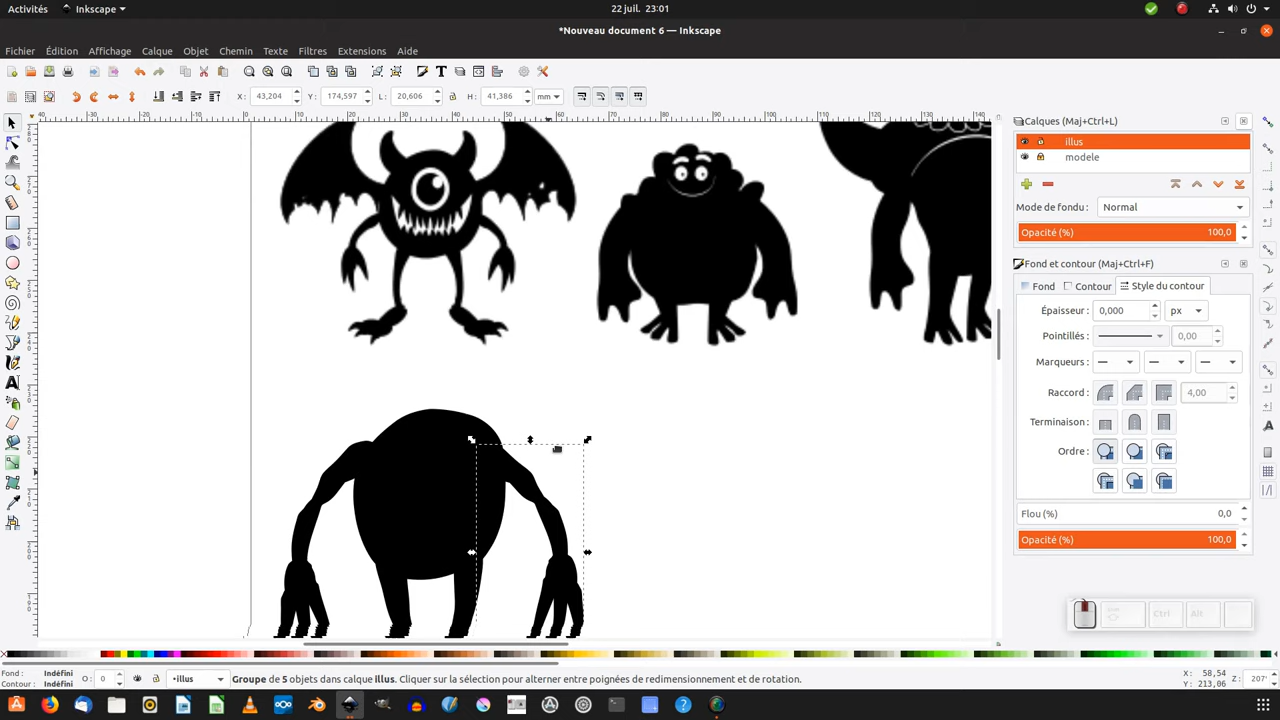 Activités
Inkscape
22 juil. 23:01
*Nouveau document 6 — Inkscape
Fichier Édition Affichage Calque Objet Chemin Texte Filtres Extensions Aide
X: 43,204 Y: 174,597 L: 20,606 H: 41,386 mm
Calques (Maj+Ctrl+L)
illus
modele
Mode de fondu : Normal
Opacité (%) 100,0
Fond et contour (Maj+Ctrl+F)
Fond Contour Style du contour
Épaisseur : 0,000 px
Pointillés : 0,00
Marqueurs :
Raccord : 4,00
Terminaison :
Ordre :
Flou (%) 0,0
Opacité (%) 100,0
Ctrl Alt
Fond : Indéfini
Contour : Indéfini
O: 0
•illus
Groupe de 5 objets dans calque illus. Cliquer sur la sélection pour alterner entre poignées de redimensionnement et de rotation.
X: 58,54
Y: 213,06
Z: 207